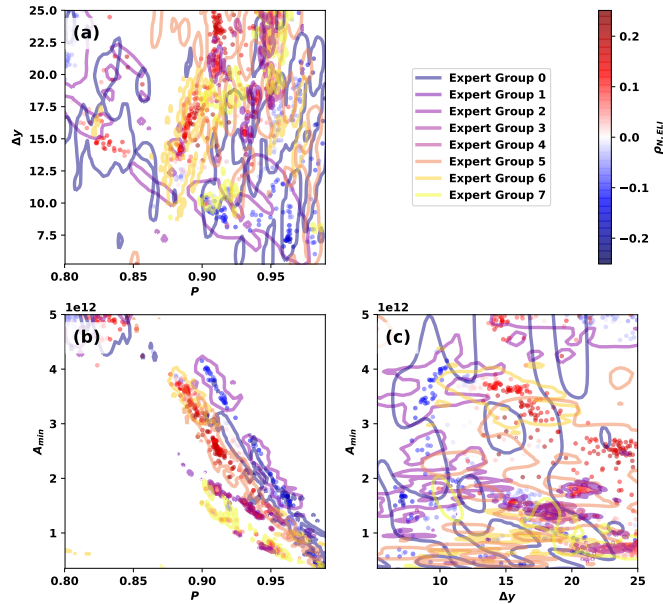 25.0
22.5
20.0
17.5
15.0
12.5
10.0
7.5
Δy
(a)
0.80
0.85
0.90
0.95
P
Expert Group 0
Expert Group 1
Expert Group 2
Expert Group 3
Expert Group 4
Expert Group 5
Expert Group 6
Expert Group 7
0.2
0.1
0.0
−0.1
−0.2
ρN, ELI
1e12
5
4
3
2
1
Amin
(b)
0.80
0.85
0.90
0.95
P
1e12
5
4
3
2
1
Amin
(c)
10
15
20
25
Δy